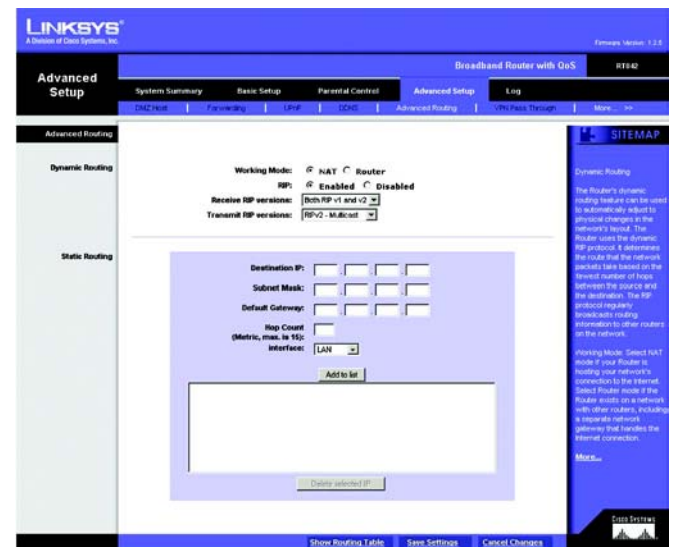 LINKSYS®
A Division of Cisco Systems, Inc.
Firmware Version: 1.2.5
Broadband Router with QoS
RT042
Advanced Setup
System Summary
Basic Setup
Parental Control
Advanced Setup
Log
DMZ Host
Forwarding
UPnP
DDNS
Advanced Routing
VPN Pass Through
More... >>
Advanced Routing
SITEMAP
Dynamic Routing
Working Mode: NAT Router
RIP: Enabled Disabled
Receive RIP versions: Both RIP v1 and v2
Transmit RIP versions: RIPv2 - Multicast
Static Routing
Destination IP: . . .
Subnet Mask: . . .
Default Gateway: . . .
Hop Count
(Metric, max. is 15):
interface: LAN
Add to list
Delete selected IP
Dynamic Routing
The Router's dynamic
routing feature can be used
to automatically adjust to
physical changes in the
network's layout. The
Router uses the dynamic
RIP protocol. It determines
the route that the network
packets take based on the
fewest number of hops
between the source and
the destination. The RIP
protocol regularly
broadcasts routing
information to other routers
on the network.
Working Mode: Select NAT
mode if your Router is
hosting your network's
connection to the Internet.
Select Router mode if the
Router exists on a network
with other routers, including
a separate network
gateway that handles the
Internet connection.
More...
Show Routing Table
Save Settings
Cancel Changes
CISCO SYSTEMS